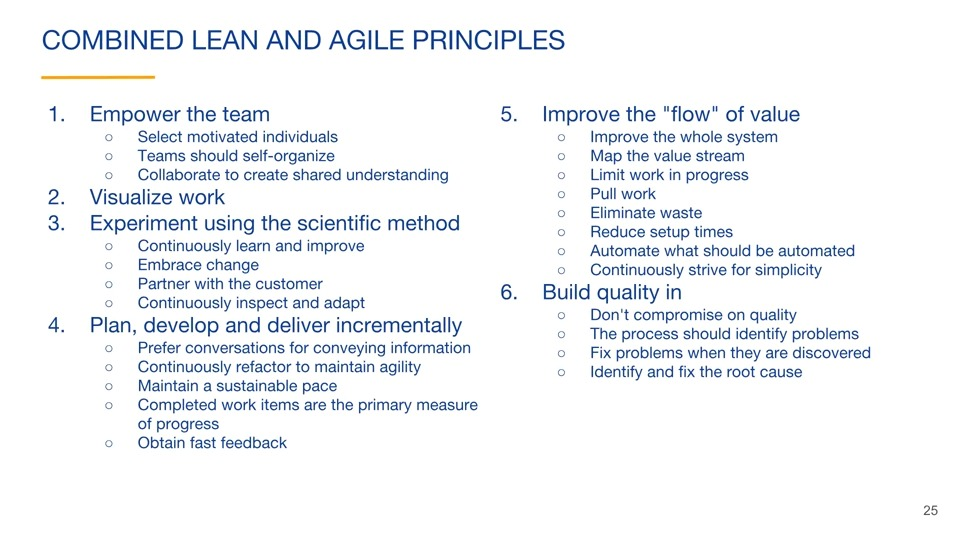 COMBINED LEAN AND AGILE PRINCIPLES
1. Empower the team
○ Select motivated individuals
○ Teams should self-organize
○ Collaborate to create shared understanding
2. Visualize work
3. Experiment using the scientific method
○ Continuously learn and improve
○ Embrace change
○ Partner with the customer
○ Continuously inspect and adapt
4. Plan, develop and deliver incrementally
○ Prefer conversations for conveying information
○ Continuously refactor to maintain agility
○ Maintain a sustainable pace
○ Completed work items are the primary measure
of progress
○ Obtain fast feedback
5. Improve the "flow" of value
○ Improve the whole system
○ Map the value stream
○ Limit work in progress
○ Pull work
○ Eliminate waste
○ Reduce setup times
○ Automate what should be automated
○ Continuously strive for simplicity
6. Build quality in
○ Don't compromise on quality
○ The process should identify problems
○ Fix problems when they are discovered
○ Identify and fix the root cause
25